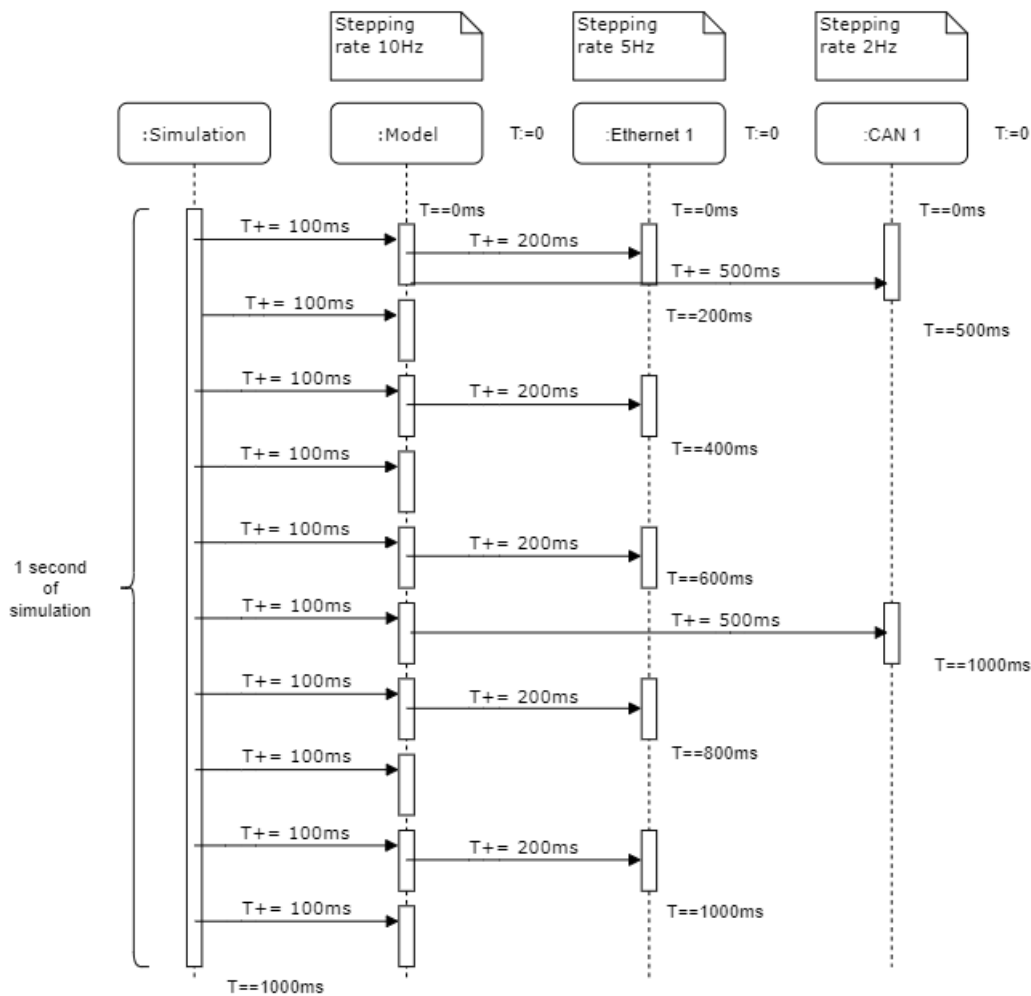 Stepping
rate 10Hz
Stepping
rate 5Hz
Stepping
rate 2Hz
:Simulation
:Model
T:=0
:Ethernet 1
T:=0
:CAN 1
T:=0
T==0ms
T==0ms
T==0ms
T+= 100ms
T+= 200ms
T+= 500ms
T+= 100ms
T==200ms
T==500ms
T+= 100ms
T+= 200ms
T+= 100ms
T==400ms
T+= 100ms
T+= 200ms
1 second
of
simulation
T==600ms
T+= 100ms
T+= 500ms
T==1000ms
T+= 100ms
T+= 200ms
T+= 100ms
T==800ms
T+= 100ms
T+= 200ms
T+= 100ms
T==1000ms
T==1000ms